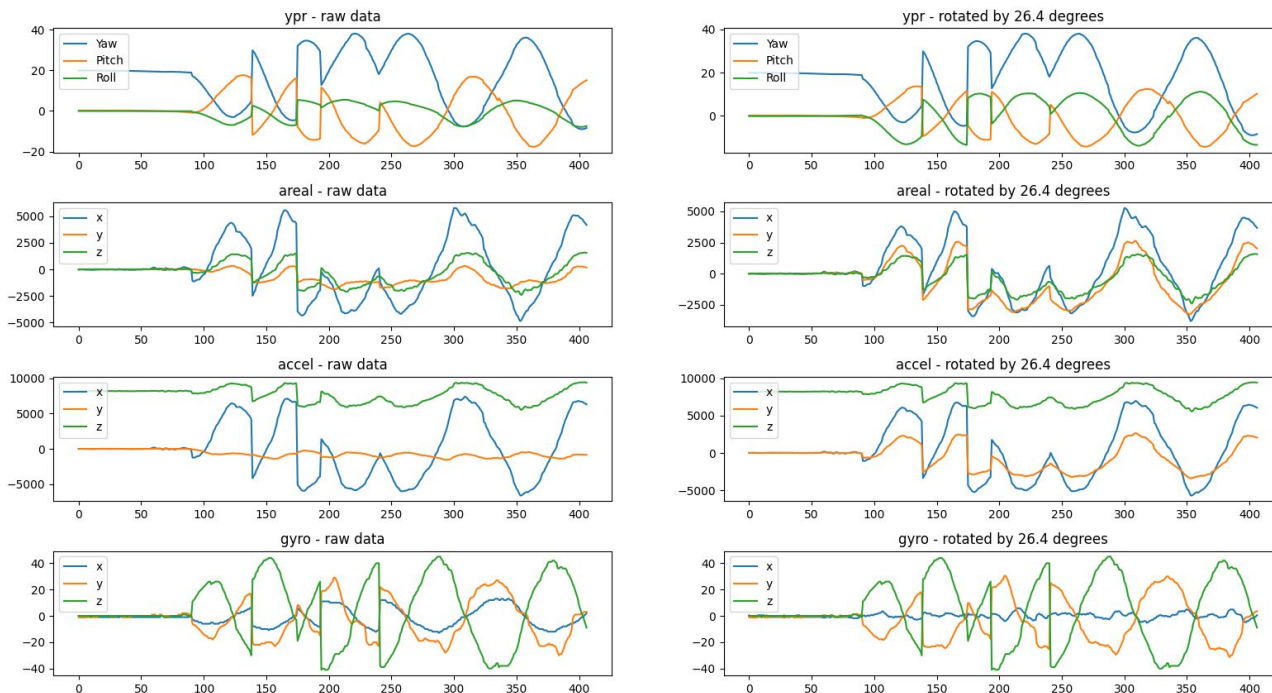 ypr - raw data
40
20
0
−20
Yaw
Pitch
Roll
0 50 100 150 200 250 300 350 400
ypr - rotated by 26.4 degrees
40
20
0
Yaw
Pitch
Roll
0 50 100 150 200 250 300 350 400
areal - raw data
5000
2500
0
−2500
−5000
x
y
z
0 50 100 150 200 250 300 350 400
areal - rotated by 26.4 degrees
5000
2500
0
−2500
x
y
z
0 50 100 150 200 250 300 350 400
accel - raw data
10000
5000
0
−5000
x
y
z
0 50 100 150 200 250 300 350 400
accel - rotated by 26.4 degrees
10000
5000
0
−5000
x
y
z
0 50 100 150 200 250 300 350 400
gyro - raw data
40
20
0
−20
−40
x
y
z
0 50 100 150 200 250 300 350 400
gyro - rotated by 26.4 degrees
40
20
0
−20
−40
x
y
z
0 50 100 150 200 250 300 350 400